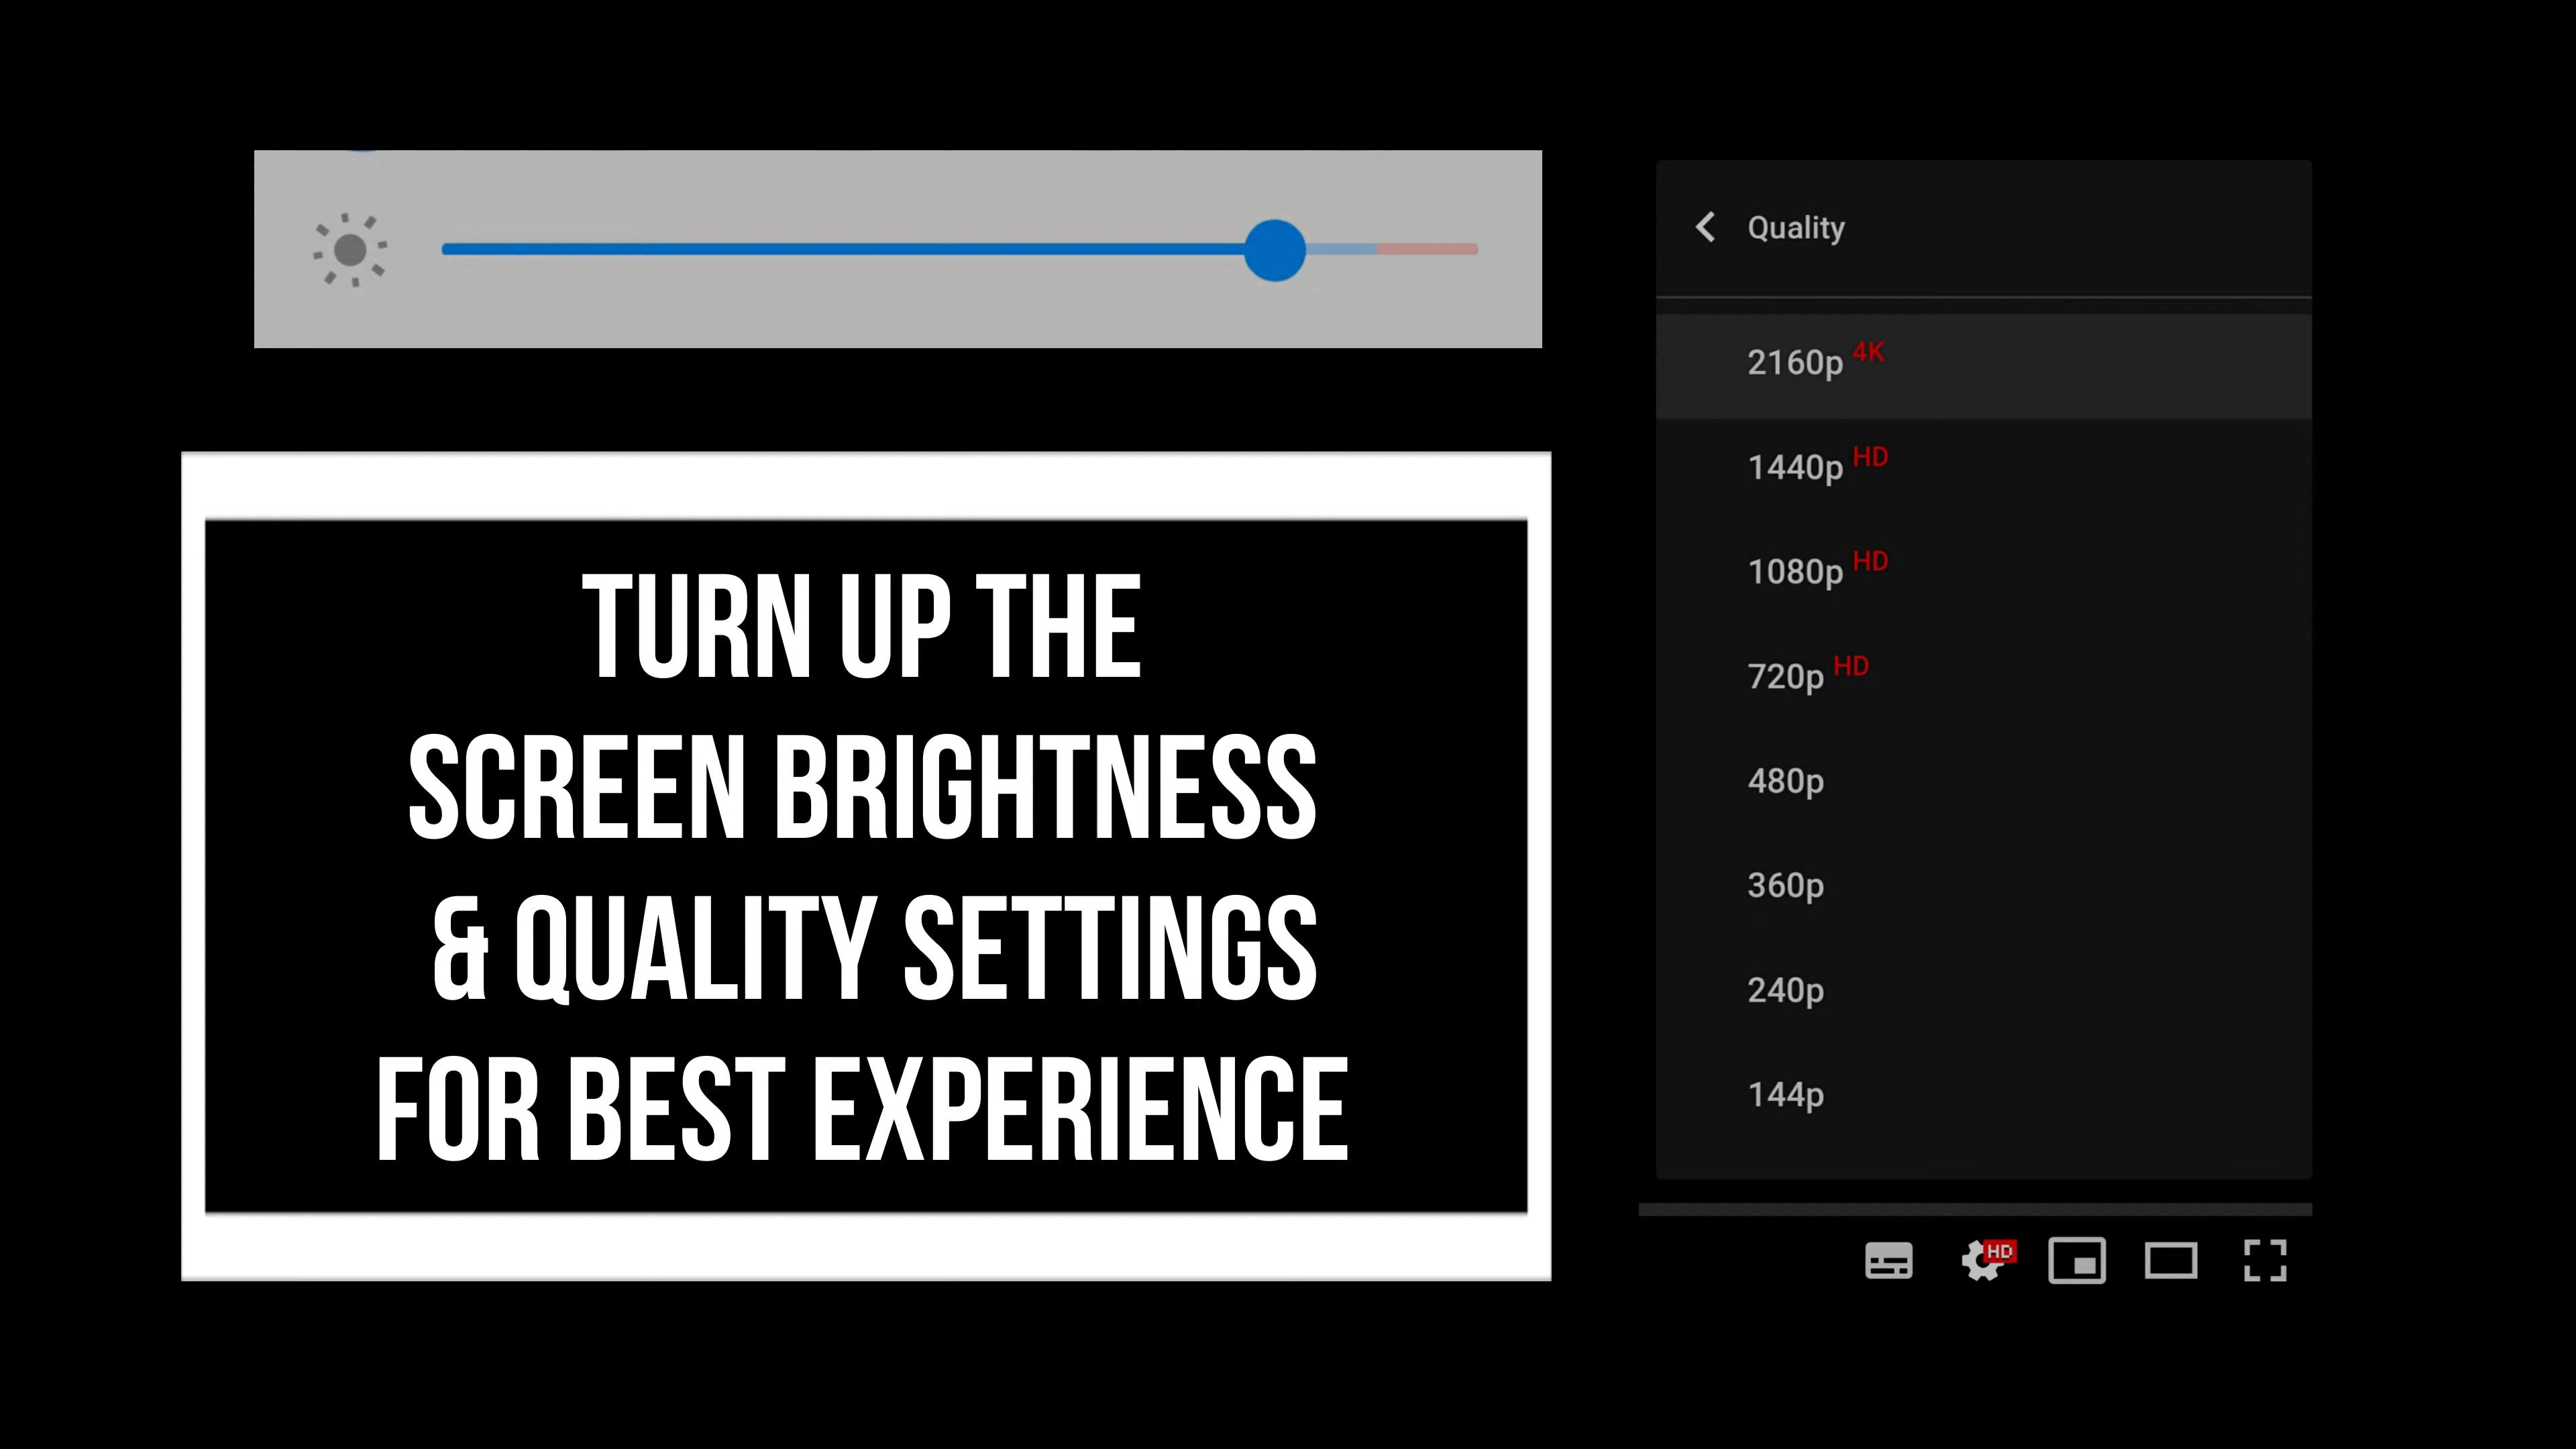 TURN UP THE
SCREEN BRIGHTNESS
& QUALITY SETTINGS
FOR BEST EXPERIENCE
Quality
2160p 4K
1440p HD
1080p HD
720p HD
480p
360p
240p
144p
HD